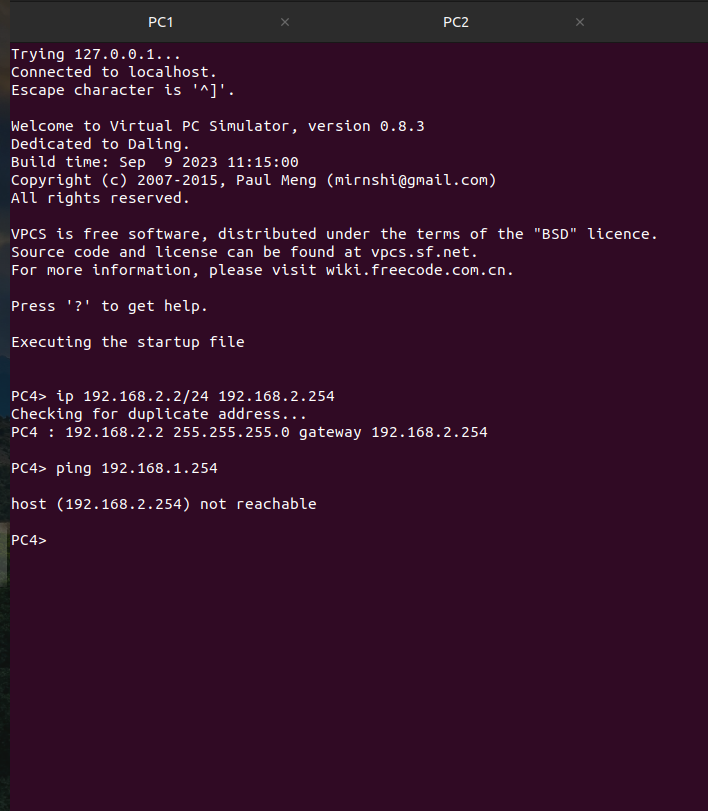 PC1 × PC2 ×
Trying 127.0.0.1...
Connected to localhost.
Escape character is '^]'.
Welcome to Virtual PC Simulator, version 0.8.3
Dedicated to Daling.
Build time: Sep  9 2023 11:15:00
Copyright (c) 2007-2015, Paul Meng (mirnshi@gmail.com)
All rights reserved.
VPCS is free software, distributed under the terms of the "BSD" licence.
Source code and license can be found at vpcs.sf.net.
For more information, please visit wiki.freecode.com.cn.
Press '?' to get help.
Executing the startup file
PC4> ip 192.168.2.2/24 192.168.2.254
Checking for duplicate address...
PC4 : 192.168.2.2 255.255.255.0 gateway 192.168.2.254
PC4> ping 192.168.1.254
host (192.168.2.254) not reachable
PC4>